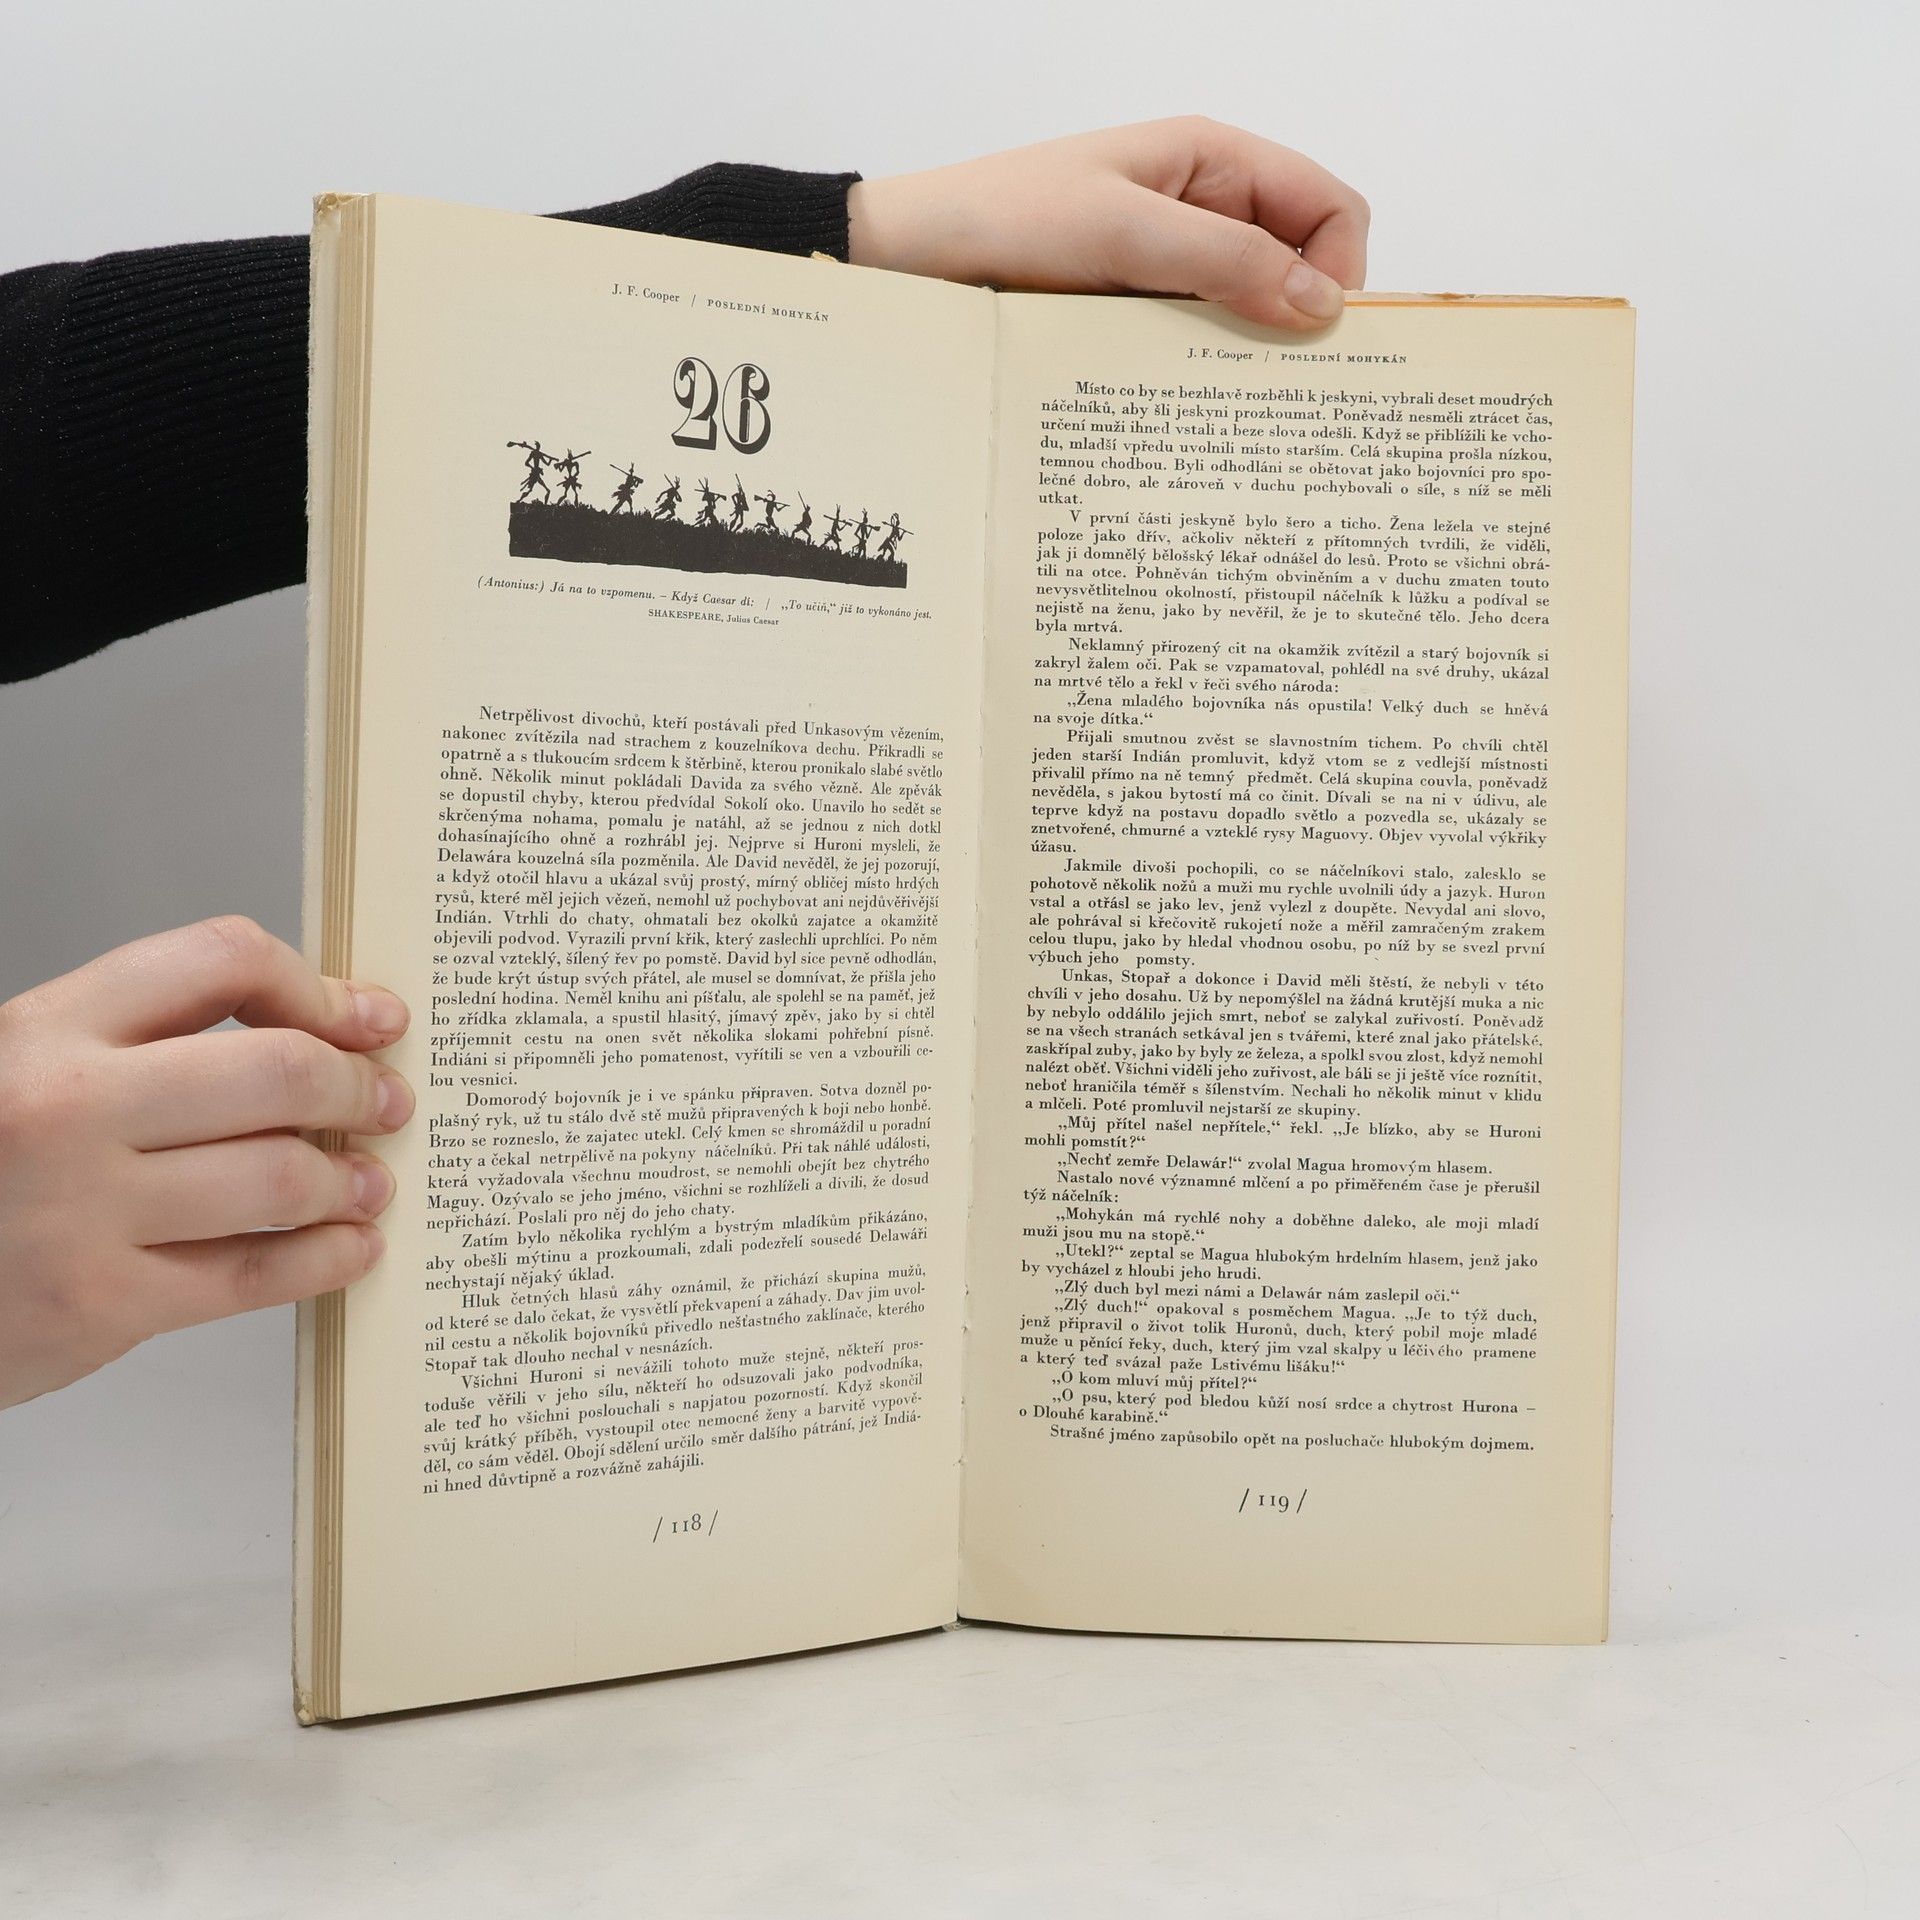 J. F. Cooper / POSLEDNÍ MOHYKÁN
26
(Antonius:) Já na to vzpomenu. – Když Caesar dí: / „To učiň,“ již to vykonáno jest.
SHAKESPEARE, Julius Caesar
Netrpělivost divochů, kteří postávali před Unkasovým vězením,
nakonec zvítězila nad strachem z kouzelníkova dechu. Přikradli se
opatrně a s tlukoucím srdcem k štěrbině, kterou pronikalo slabé světlo
ohně. Několik minut pokládali Davida za svého vězně. Ale zpěvák
se dopustil chyby, kterou předvídal Sokolí oko. Unavilo ho sedět se
skrčenýma nohama, pomalu je natáhl, až se jednou z nich dotkl
dohasínajícího ohně a rozhrábl jej. Nejprve si Huroni mysleli, že
Delawára kouzelná síla pozměnila. Ale David nevěděl, že jej pozorují,
a když otočil hlavu a ukázal svůj prostý, mírný obličej místo hrdých
rysů, které měl jejich vězeň, nemohl už pochybovat ani nejdůvěřivější
Indián. Vtrhli do chaty, ohmatali bez okolků zajatce a okamžitě
objevili podvod. Vyrazili první křik, který zaslechli uprchlíci. Po něm
se ozval vzteklý, šílený řev po pomstě. David byl sice pevně odhodlán,
že bude krýt ústup svých přátel, ale musel se domnívat, že přišla jeho
poslední hodina. Neměl knihu ani píšťalu, ale spolehl se na paměť, jež
ho zřídka zklamala, a spustil hlasitý, jímavý zpěv, jako by si chtěl
zpříjemnit cestu na onen svět několika slokami pohřební písně.
Indiáni si připomněli jeho pomatenost, vyřítili se ven a vzbouřili ce-
lou vesnici.
Domorodý bojovník je i ve spánku připraven. Sotva dozněl po-
plašný ryk, už tu stálo dvě stě mužů připravených k boji nebo honbě.
Brzo se rozneslo, že zajatec utekl. Celý kmen se shromáždil u poradní
chaty a čekal netrpělivě na pokyny náčelníků. Při tak náhlé události,
která vyžadovala všechnu moudrost, se nemohli obejít bez chytrého
Maguy. Ozývalo se jeho jméno, všichni se rozhlíželi a divili, že dosud
nepřichází. Poslali pro něj do jeho chaty.
Zatím bylo několika rychlým a bystrým mladíkům přikázáno,
aby obešli mýtinu a prozkoumali, zdali podezřelí sousedé Delawáři
nechystají nějaký úklad.
Hluk četných hlasů záhy oznámil, že přichází skupina mužů,
od které se dalo čekat, že vysvětlí překvapení a záhady. Dav jim uvol-
nil cestu a několik bojovníků přivedlo nešťastného zaklínače, kterého
Stopař tak dlouho nechal v nesnázích.
Všichni Huroni si nevážili tohoto muže stejně, někteří pros-
toduše věřili v jeho sílu, někteří ho odsuzovali jako podvodníka,
ale teď ho všichni poslouchali s napjatou pozorností. Když skončil
svůj krátký příběh, vystoupil otec nemocné ženy a barvitě vypově-
děl, co sám věděl. Obojí sdělení určilo směr dalšího pátrání, jež Indiá-
ni hned důvtipně a rozvážně zahájili.
/ 118 /
J. F. Cooper / POSLEDNÍ MOHYKÁN
Místo co by se bezhlavě rozběhli k jeskyni, vybrali deset moudrých
náčelníků, aby šli jeskyni prozkoumat. Poněvadž nesměli ztrácet čas,
určení muži ihned vstali a beze slova odešli. Když se přiblížili ke vcho-
du, mladší vpředu uvolnili místo starším. Celá skupina prošla nízkou,
temnou chodbou. Byli odhodláni se obětovat jako bojovníci pro spo-
lečné dobro, ale zároveň v duchu pochybovali o síle, s níž se měli
utkat.
V první části jeskyně bylo šero a ticho. Žena ležela ve stejné
poloze jako dřív, ačkoliv někteří z přítomných tvrdili, že viděli,
jak ji domnělý bělošský lékař odnášel do lesů. Proto se všichni obrá-
tili na otce. Pohněván tichým obviněním a v duchu zmaten touto
nevysvětlitelnou okolností, přistoupil náčelník k lůžku a podíval se
nejistě na ženu, jako by nevěřil, že je to skutečné tělo. Jeho dcera
byla mrtvá.
Neklamný přirozený cit na okamžik zvítězil a starý bojovník si
zakryl žalem oči. Pak se vzpamatoval, pohlédl na své druhy, ukázal
na mrtvé tělo a řekl v řeči svého národa:
„Žena mladého bojovníka nás opustila! Velký duch se hněvá
na svoje dítka.“
Přijali smutnou zvěst se slavnostním tichem. Po chvíli chtěl
jeden starší Indián promluvit, když vtom se z vedlejší místnosti
přivalil přímo na ně temný předmět. Celá skupina couvla, poněvadž
nevěděla, s jakou bytostí má co činit. Dívali se na ni v údivu, ale
teprve když na postavu dopadlo světlo a pozvedla se, ukázaly se
znetvořené, chmurné a vzteklé rysy Maguovy. Objev vyvolal výkřiky
úžasu.
Jakmile divoši pochopili, co se náčelníkovi stalo, zalesklo se
pohotově několik nožů a muži mu rychle uvolnili údy a jazyk. Huron
vstal a otřásl se jako lev, jenž vylezl z doupěte. Nevydal ani slovo,
ale pohrával si křečovitě rukojetí nože a měřil zamračeným zrakem
celou tlupu, jako by hledal vhodnou osobu, po níž by se svezl první
výbuch jeho pomsty.
Unkas, Stopař a dokonce i David měli štěstí, že nebyli v této
chvíli v jeho dosahu. Už by nepomýšlel na žádná krutější muka a nic
by nebylo oddálilo jejich smrt, neboť se zalykal zuřivostí. Poněvadž
se na všech stranách setkával jen s tvářemi, které znal jako přátelské,
zaskřípal zuby, jako by byly ze železa, a spolkl svou zlost, když nemohl
nalézt oběť. Všichni viděli jeho zuřivost, ale báli se ji ještě více roznítit,
neboť hraničila téměř s šílenstvím. Nechali ho několik minut v klidu
a mlčeli. Poté promluvil nejstarší ze skupiny.
„Můj přítel našel nepřítele,“ řekl. „Je blízko, aby se Huroni
mohli pomstít?“
„Nechť zemře Delawár!“ zvolal Magua hromovým hlasem.
Nastalo nové významné mlčení a po přiměřeném čase je přerušil
týž náčelník:
„Mohykán má rychlé nohy a doběhne daleko, ale moji mladí
muži jsou mu na stopě.“
„Utekl?“ zeptal se Magua hlubokým hrdelním hlasem, jenž jako
by vycházel z hloubi jeho hrudi.
„Zlý duch byl mezi námi a Delawár nám zaslepil oči.“
„Zlý duch!“ opakoval s posměchem Magua. „Je to týž duch,
jenž připravil o život tolik Huronů, duch, který pobil moje mladé
muže u pěnící řeky, duch, který jim vzal skalpy u léčivého pramene
a který teď svázal paže Lstivému lišáku!“
„O kom mluví můj přítel?“
„O psu, který pod bledou kůží nosí srdce a chytrost Hurona –
o Dlouhé karabině.“
Strašné jméno zapůsobilo opět na posluchače hlubokým dojmem.
/ 119 /